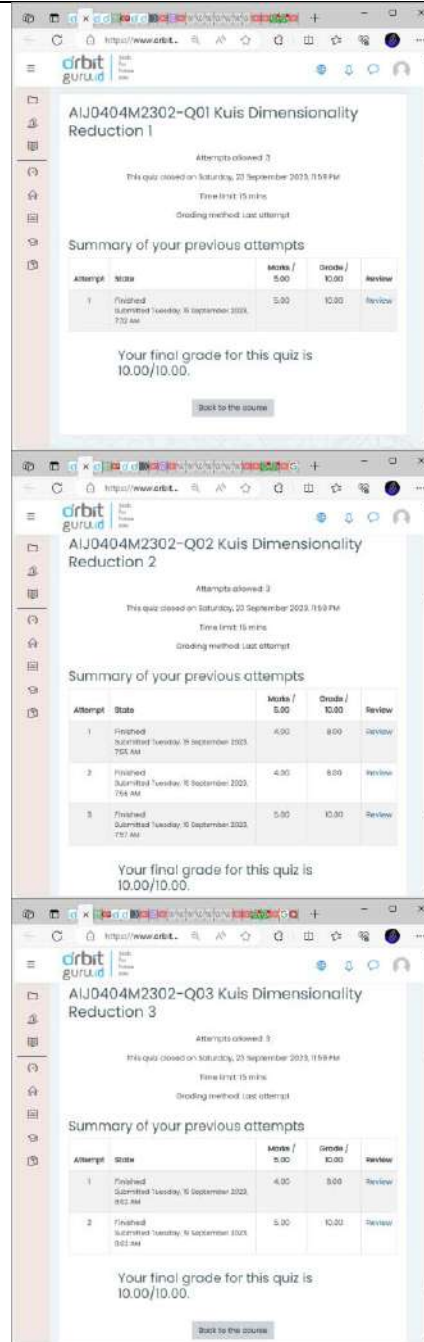 https://www.orbit...
orbit
guru.id
AIJ0404M2302-Q01 Kuis Dimensionality
Reduction 1
Attempts allowed: 3
This quiz closed on Saturday, 23 September 2023, 11:59 PM
Time limit: 15 mins
Grading method: Last attempt
Summary of your previous attempts
Attempt State Marks / 5.00 Grade / 10.00 Review
1 Finished 5.00 10.00 Review
Submitted Tuesday, 19 September 2023,
Your final grade for this quiz is
10.00/10.00.
Back to the course
https://www.orbit...
orbit
guru.id
AIJ0404M2302-Q02 Kuis Dimensionality
Reduction 2
Attempts allowed: 3
This quiz closed on Saturday, 23 September 2023, 11:59 PM
Time limit: 15 mins
Grading method: Last attempt
Summary of your previous attempts
Attempt State Marks / 5.00 Grade / 10.00 Review
1 Finished 4.00 8.00 Review
Submitted Tuesday, 19 September 2023,
2 Finished 4.00 8.00 Review
Submitted Tuesday, 19 September 2023,
7:56 AM
3 Finished 5.00 10.00 Review
Submitted Tuesday, 19 September 2023,
7:57 AM
Your final grade for this quiz is
10.00/10.00.
https://www.orbit...
orbit
guru.id
AIJ0404M2302-Q03 Kuis Dimensionality
Reduction 3
Attempts allowed: 3
This quiz closed on Saturday, 23 September 2023, 11:59 PM
Time limit: 15 mins
Grading method: Last attempt
Summary of your previous attempts
Attempt State Marks / 5.00 Grade / 10.00 Review
1 Finished 4.00 8.00 Review
Submitted Tuesday, 19 September 2023,
2 Finished 5.00 10.00 Review
Submitted Tuesday, 19 September 2023,
Your final grade for this quiz is
10.00/10.00.
Back to the course